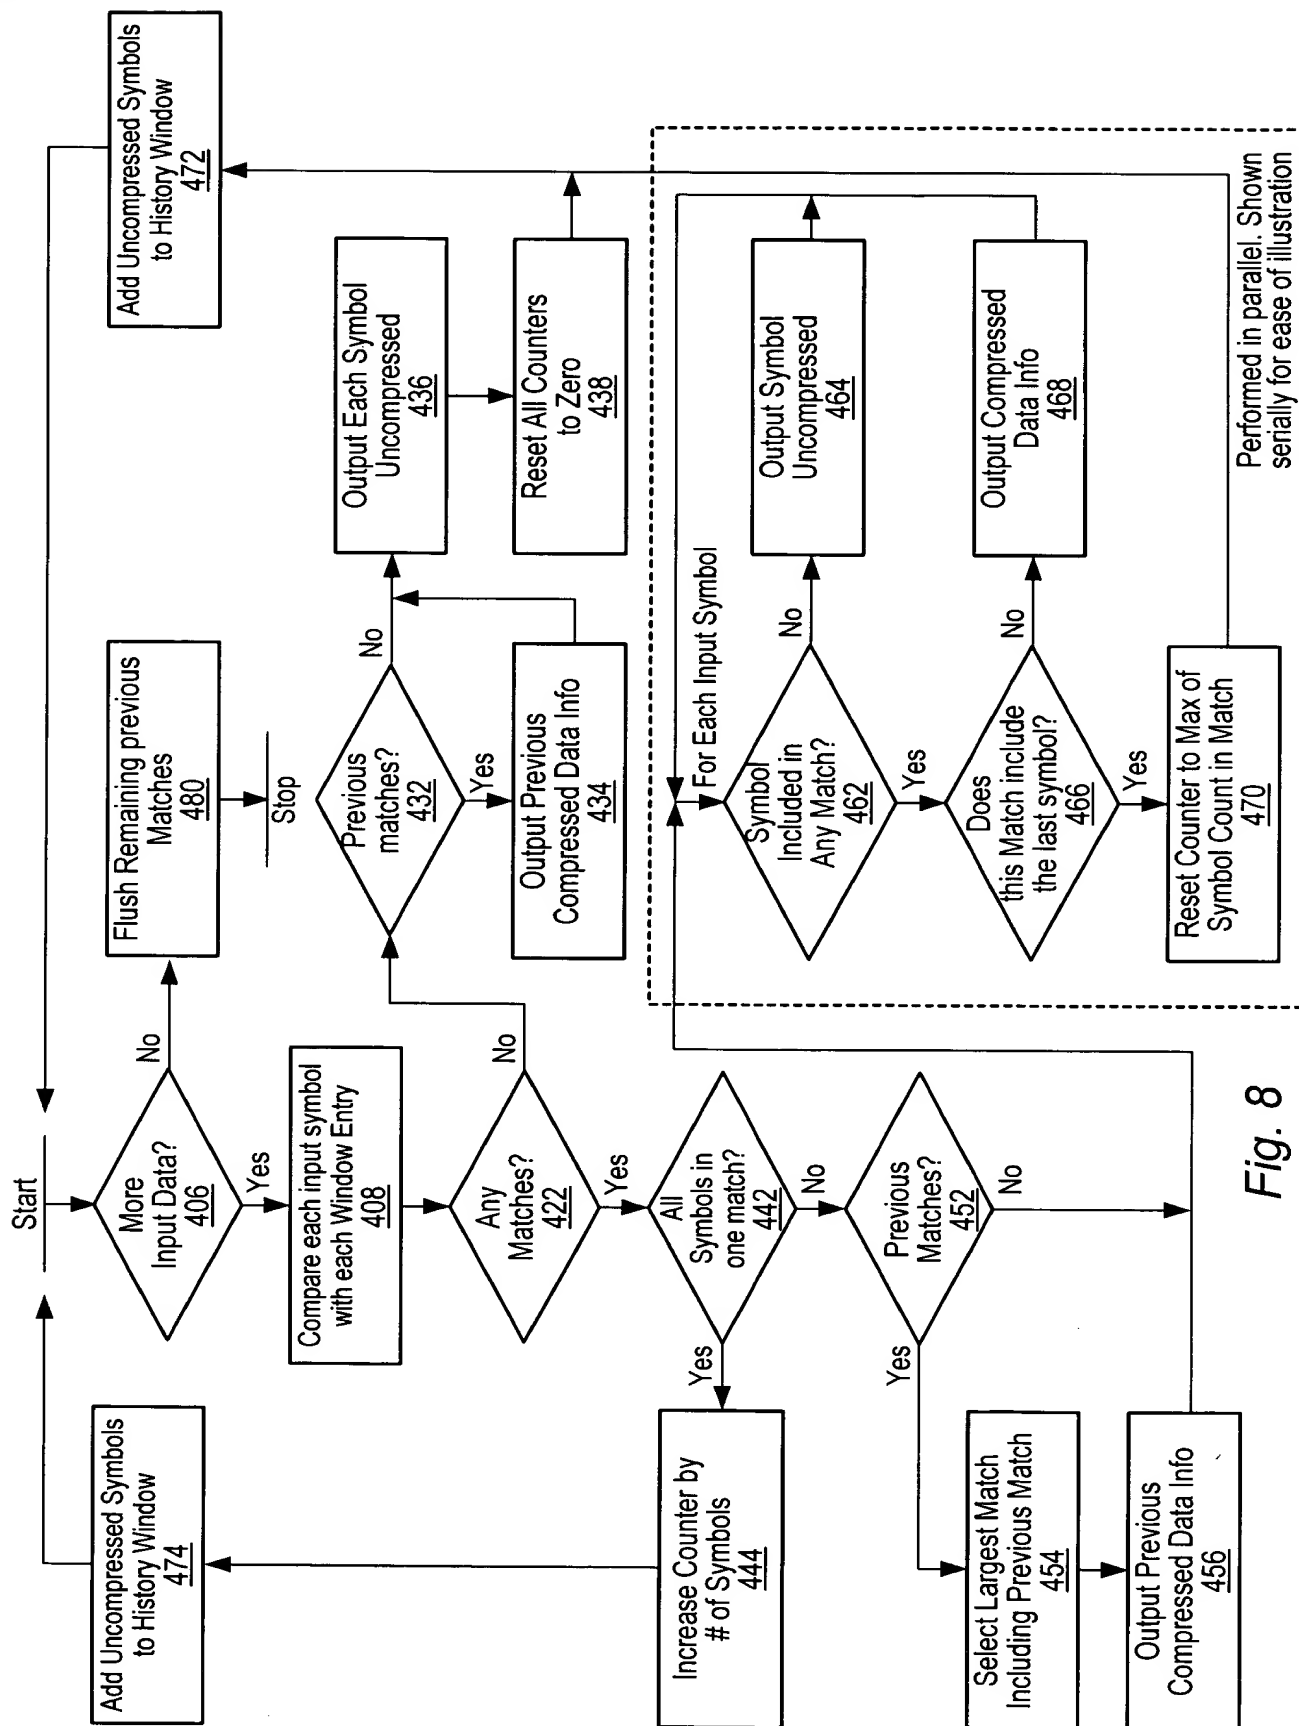 Start
More
Input Data?
406
No
Yes
Flush Remaining previous
Matches
480
Stop
Compare each input symbol
with each Window Entry
408
Any
Matches?
422
No
Yes
Previous
matches?
432
No
Yes
Output Previous
Compressed Data Info
434
Output Each Symbol
Uncompressed
436
Reset All Counters
to Zero
438
Add Uncompressed Symbols
to History Window
472
All
Symbols in
one match?
442
Yes
No
Increase Counter by
# of Symbols
444
Add Uncompressed Symbols
to History Window
474
Previous
Matches?
452
Yes
No
Select Largest Match
Including Previous Match
454
Output Previous
Compressed Data Info
456
For Each Input Symbol
Symbol
Included in
Any Match?
462
No
Yes
Output Symbol
Uncompressed
464
Does
this Match include
the last symbol?
466
No
Yes
Output Compressed
Data Info
468
Reset Counter to Max of
Symbol Count in Match
470
Performed in parallel. Shown
serially for ease of illustration
Fig. 8